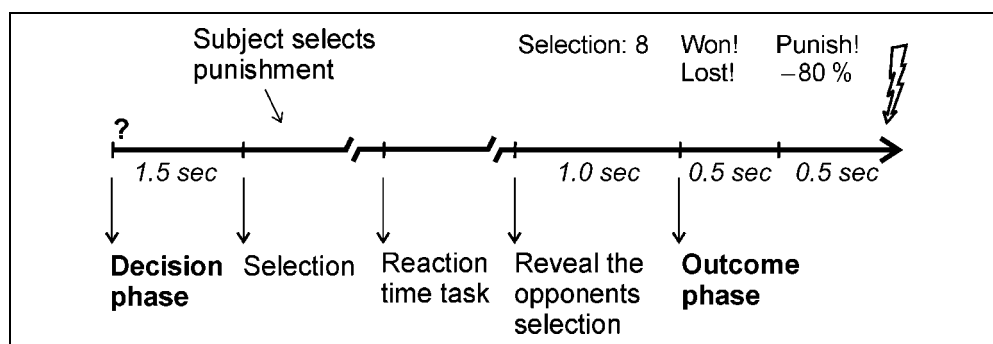 Subject selects
punishment
Selection: 8 Won! Punish!
Lost! –80 %
?
1.5 sec 1.0 sec 0.5 sec 0.5 sec
Decision
phase
Selection
Reaction
time task
Reveal the
opponents
selection
Outcome
phase